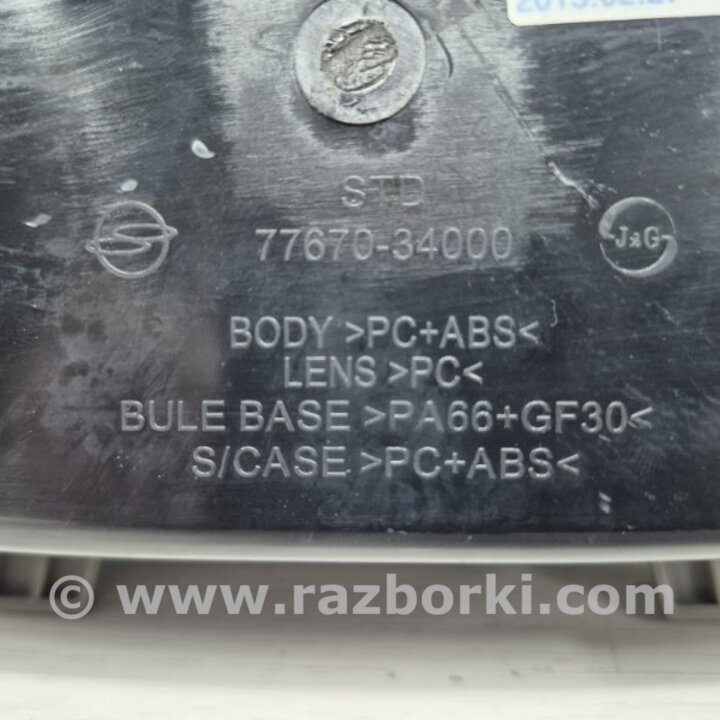 STD
77670-34000
J&G
BODY >PC+ABS<
LENS >PC<
BULE BASE >PA66+GF30<
S/CASE >PC+ABS<
© www.razborki.com